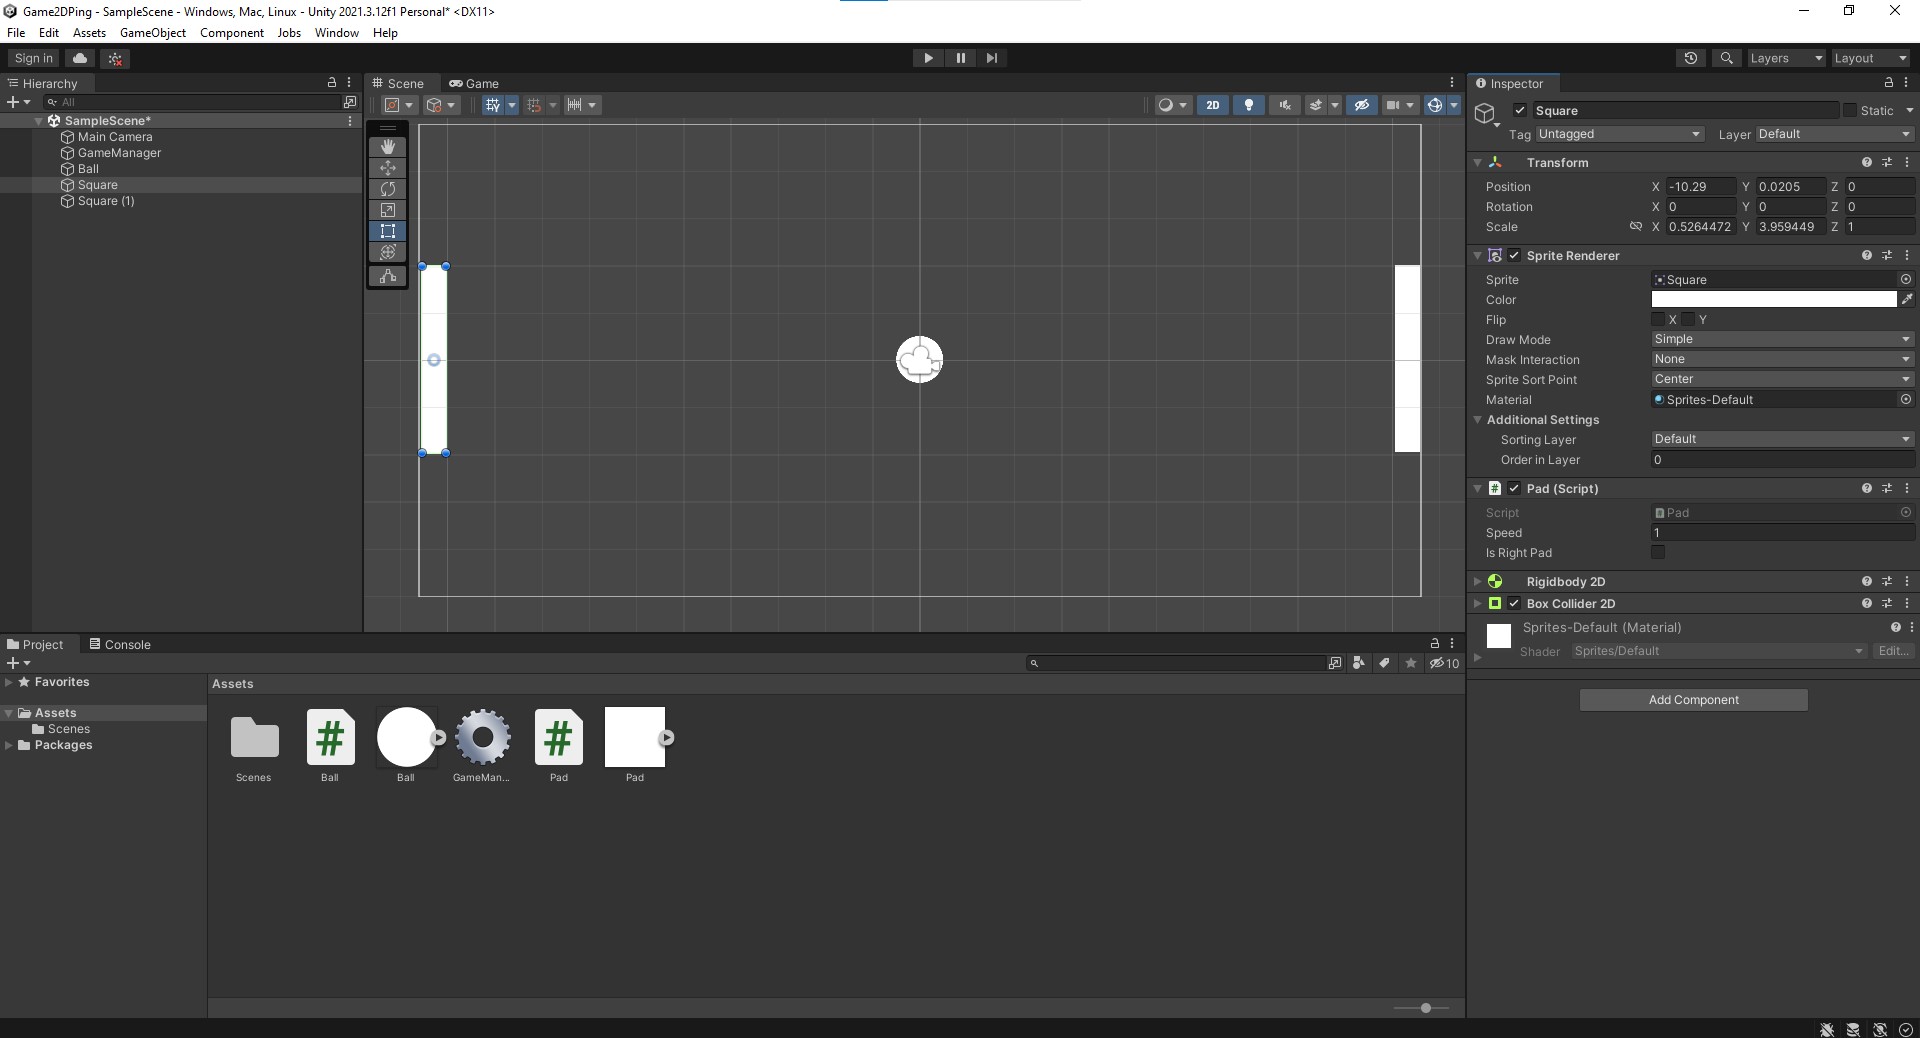 Game2DPing - SampleScene - Windows, Mac, Linux - Unity 2021.3.12f1 Personal* <DX11>
File Edit Assets GameObject Component Jobs Window Help
Sign in
Layers
Layout
Hierarchy
All
SampleScene*
Main Camera
GameManager
Ball
Square
Square (1)
Scene
Game
2D
Inspector
Square
Static
Tag Untagged Layer Default
Transform
Position X -10.29 Y 0.0205 Z 0
Rotation X 0 Y 0 Z 0
Scale X 0.5264472 Y 3.959449 Z 1
Sprite Renderer
Sprite Square
Color
Flip X Y
Draw Mode Simple
Mask Interaction None
Sprite Sort Point Center
Material Sprites-Default
Additional Settings
Sorting Layer Default
Order in Layer 0
# Pad (Script)
Script Pad
Speed 1
Is Right Pad
Rigidbody 2D
Box Collider 2D
Sprites-Default (Material)
Shader Sprites/Default Edit...
Add Component
Project
Console
10
Favorites
Assets
Scenes
Packages
Assets
# #
Scenes Ball Ball GameMan... Pad Pad